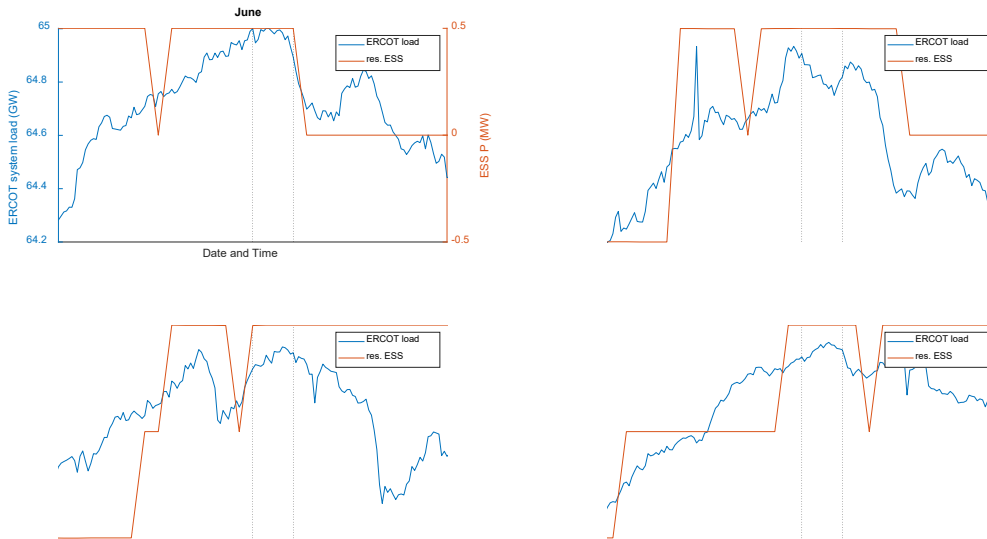 June
65
64.8
64.6
64.4
64.2
ERCOT system load (GW)
0.5
0
-0.5
ESS P (MW)
Date and Time
ERCOT load
res. ESS
ERCOT load
res. ESS
ERCOT load
res. ESS
ERCOT load
res. ESS